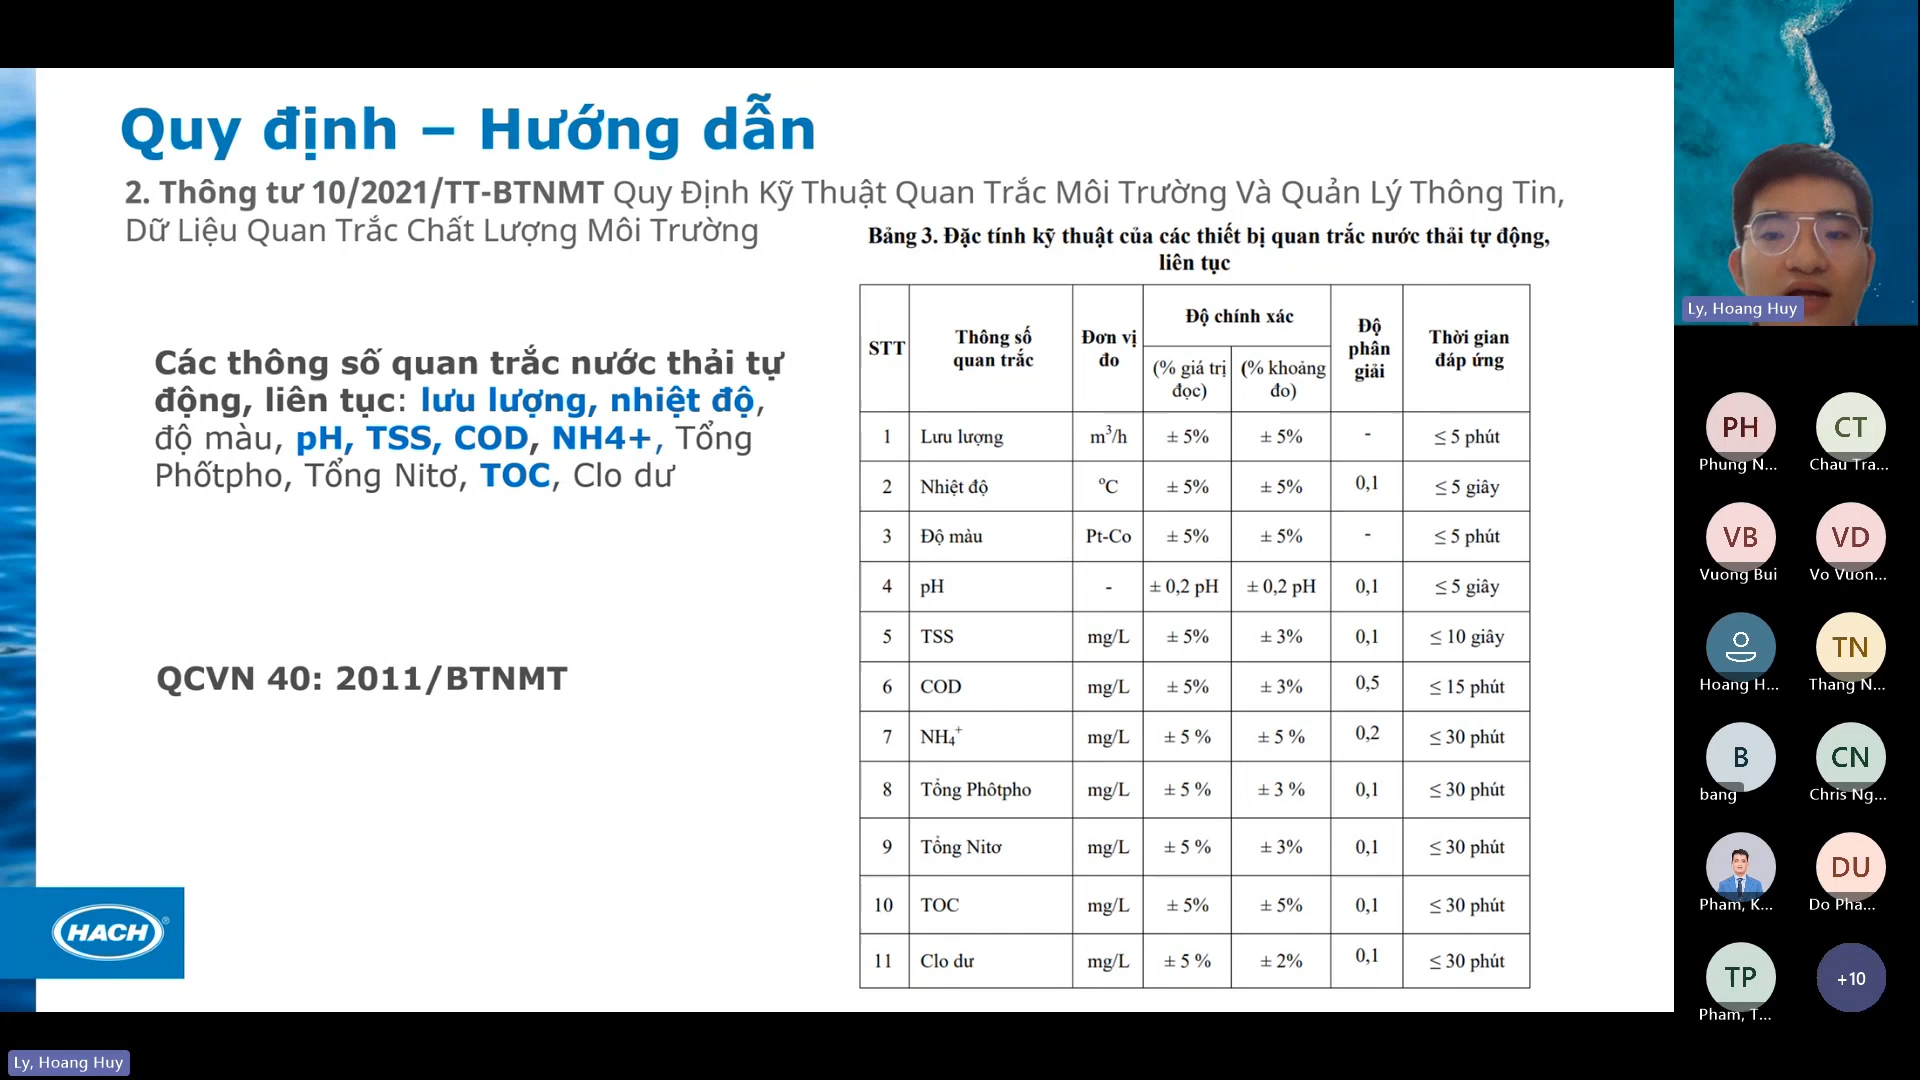 Quy định – Hướng dẫn
2. Thông tư 10/2021/TT-BTNMT Quy Định Kỹ Thuật Quan Trắc Môi Trường Và Quản Lý Thông Tin,
Dữ Liệu Quan Trắc Chất Lượng Môi Trường
Các thông số quan trắc nước thải tự
động, liên tục: lưu lượng, nhiệt độ,
độ màu, pH, TSS, COD, NH4+, Tổng
Phốtpho, Tổng Nitơ, TOC, Clo dư
QCVN 40: 2011/BTNMT
HACH®
Bảng 3. Đặc tính kỹ thuật của các thiết bị quan trắc nước thải tự động,
liên tục
STT Thông số quan trắc Đơn vị đo Độ chính xác Độ phân giải Thời gian đáp ứng
(% giá trị đọc) (% khoảng đo)
1 Lưu lượng m³/h ± 5% ± 5% - ≤ 5 phút
2 Nhiệt độ ºC ± 5% ± 5% 0,1 ≤ 5 giây
3 Độ màu Pt-Co ± 5% ± 5% - ≤ 5 phút
4 pH - ± 0,2 pH ± 0,2 pH 0,1 ≤ 5 giây
5 TSS mg/L ± 5% ± 3% 0,1 ≤ 10 giây
6 COD mg/L ± 5% ± 3% 0,5 ≤ 15 phút
7 NH₄⁺ mg/L ± 5 % ± 5 % 0,2 ≤ 30 phút
8 Tổng Phôtpho mg/L ± 5 % ± 3 % 0,1 ≤ 30 phút
9 Tổng Nitơ mg/L ± 5 % ± 3% 0,1 ≤ 30 phút
10 TOC mg/L ± 5% ± 5% 0,1 ≤ 30 phút
11 Clo dư mg/L ± 5 % ± 2% 0,1 ≤ 30 phút
Ly, Hoang Huy
PH CT
Phung N... Chau Tra...
VB VD
Vuong Bui Vo Vuon...
TN
Hoang H... Thang N...
B CN
bang Chris Ng...
DU
Pham, K... Do Pha...
TP +10
Pham, T...
Ly, Hoang Huy